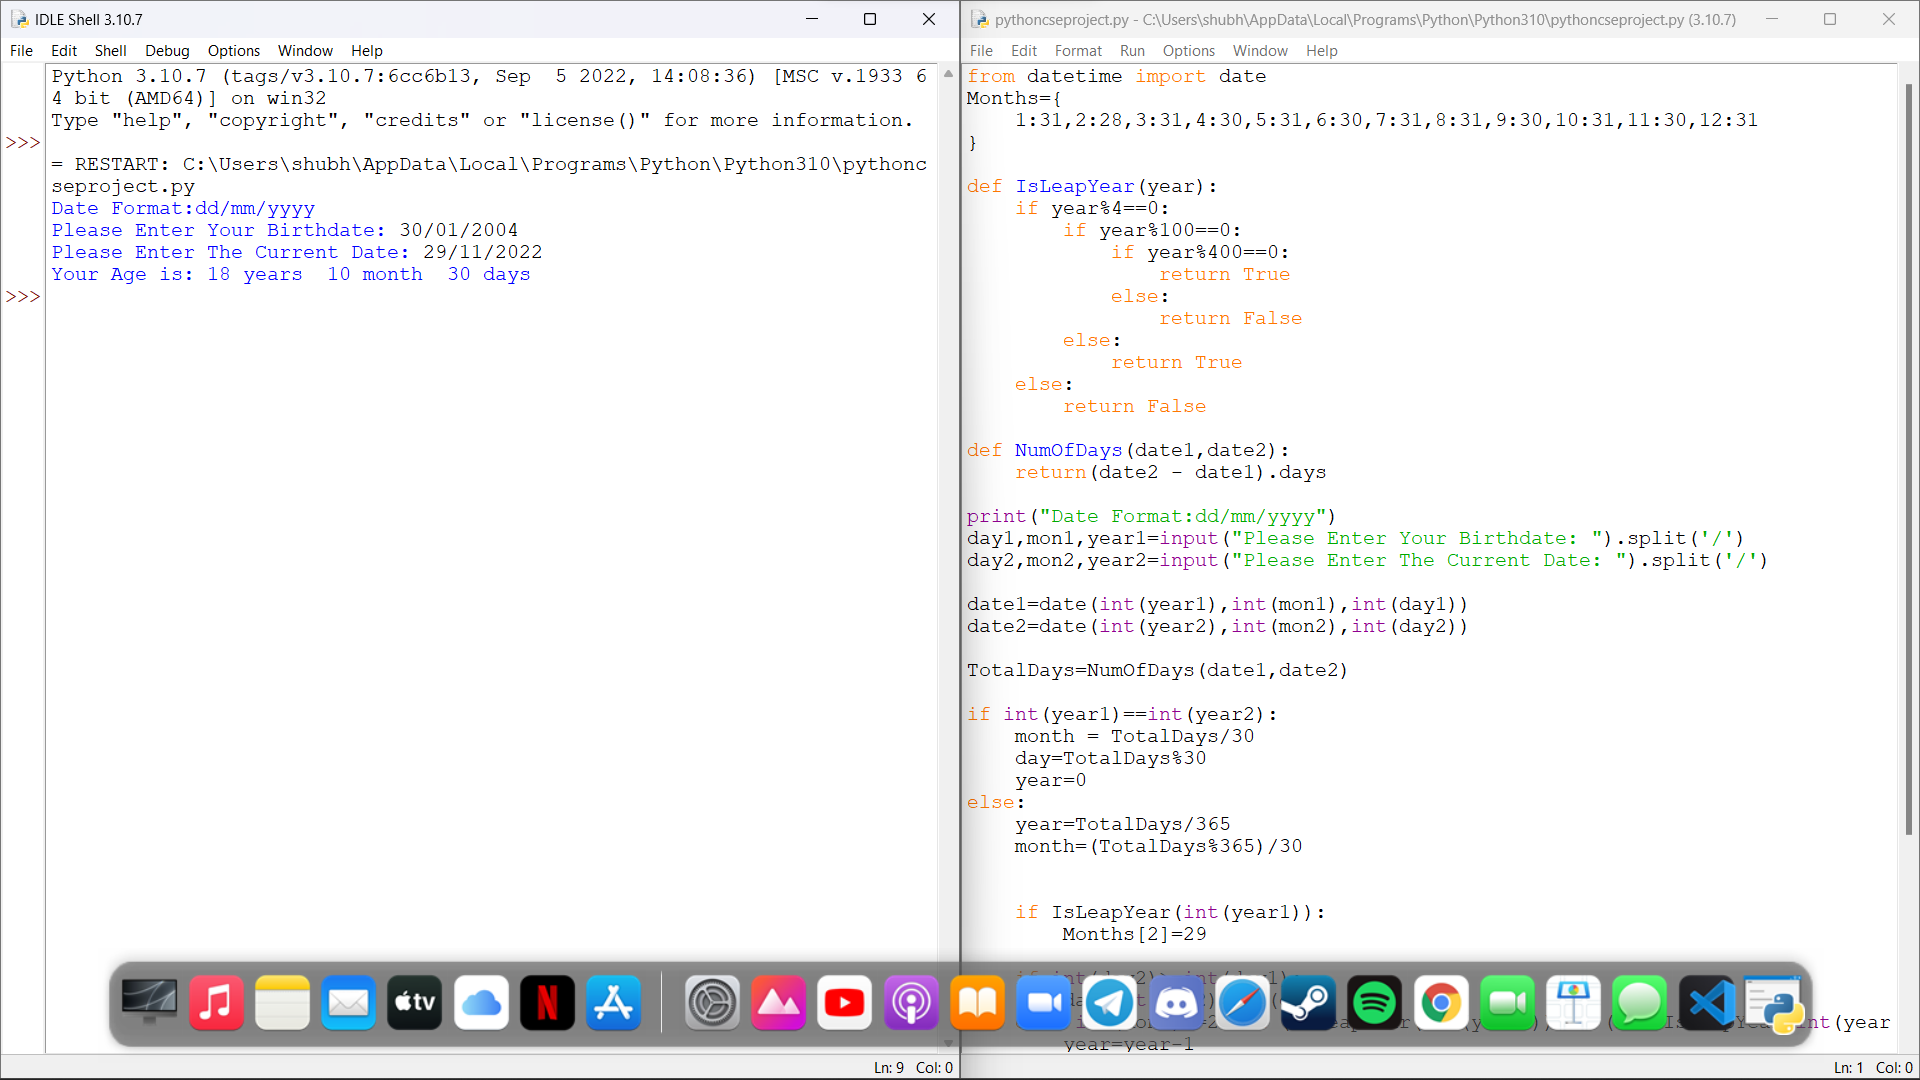 IDLE Shell 3.10.7
File Edit Shell Debug Options Window Help
Python 3.10.7 (tags/v3.10.7:6cc6b13, Sep  5 2022, 14:08:36) [MSC v.1933 6
4 bit (AMD64)] on win32
Type "help", "copyright", "credits" or "license()" for more information.
>>>
= RESTART: C:\Users\shubh\AppData\Local\Programs\Python\Python310\pythonc
seproject.py
Date Format:dd/mm/yyyy
Please Enter Your Birthdate: 30/01/2004
Please Enter The Current Date: 29/11/2022
Your Age is: 18 years  10 month  30 days
>>>
Ln: 9 Col: 0
pythoncseproject.py - C:\Users\shubh\AppData\Local\Programs\Python\Python310\pythoncseproject.py (3.10.7)
File Edit Format Run Options Window Help
from datetime import date
Months={
    1:31,2:28,3:31,4:30,5:31,6:30,7:31,8:31,9:30,10:31,11:30,12:31
}
def IsLeapYear(year):
    if year%4==0:
        if year%100==0:
            if year%400==0:
                return True
            else:
                return False
        else:
            return True
    else:
        return False
def NumOfDays(date1,date2):
    return(date2 - date1).days
print("Date Format:dd/mm/yyyy")
day1,mon1,year1=input("Please Enter Your Birthdate: ").split('/')
day2,mon2,year2=input("Please Enter The Current Date: ").split('/')
date1=date(int(year1),int(mon1),int(day1))
date2=date(int(year2),int(mon2),int(day2))
TotalDays=NumOfDays(date1,date2)
if int(year1)==int(year2):
    month = TotalDays/30
    day=TotalDays%30
    year=0
else:
    year=TotalDays/365
    month=(TotalDays%365)/30
    if IsLeapYear(int(year1)):
        Months[2]=29
int(year
year=year-1
tv
N
Ln: 1 Col: 0